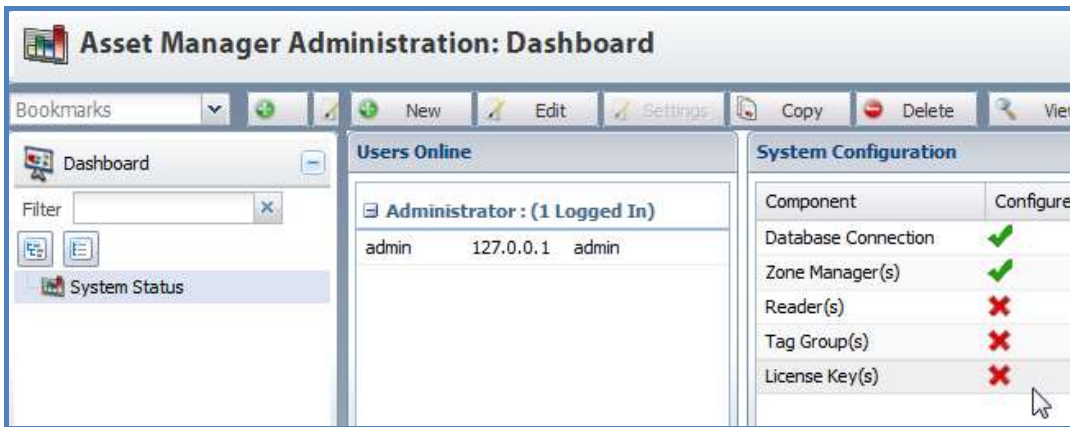 Asset Manager Administration: Dashboard
Bookmarks New Edit Settings Copy Delete View
Dashboard
Filter
System Status
Users Online
Administrator : (1 Logged In)
admin 127.0.0.1 admin
System Configuration
Component Configure
Database Connection
Zone Manager(s)
Reader(s)
Tag Group(s)
License Key(s)